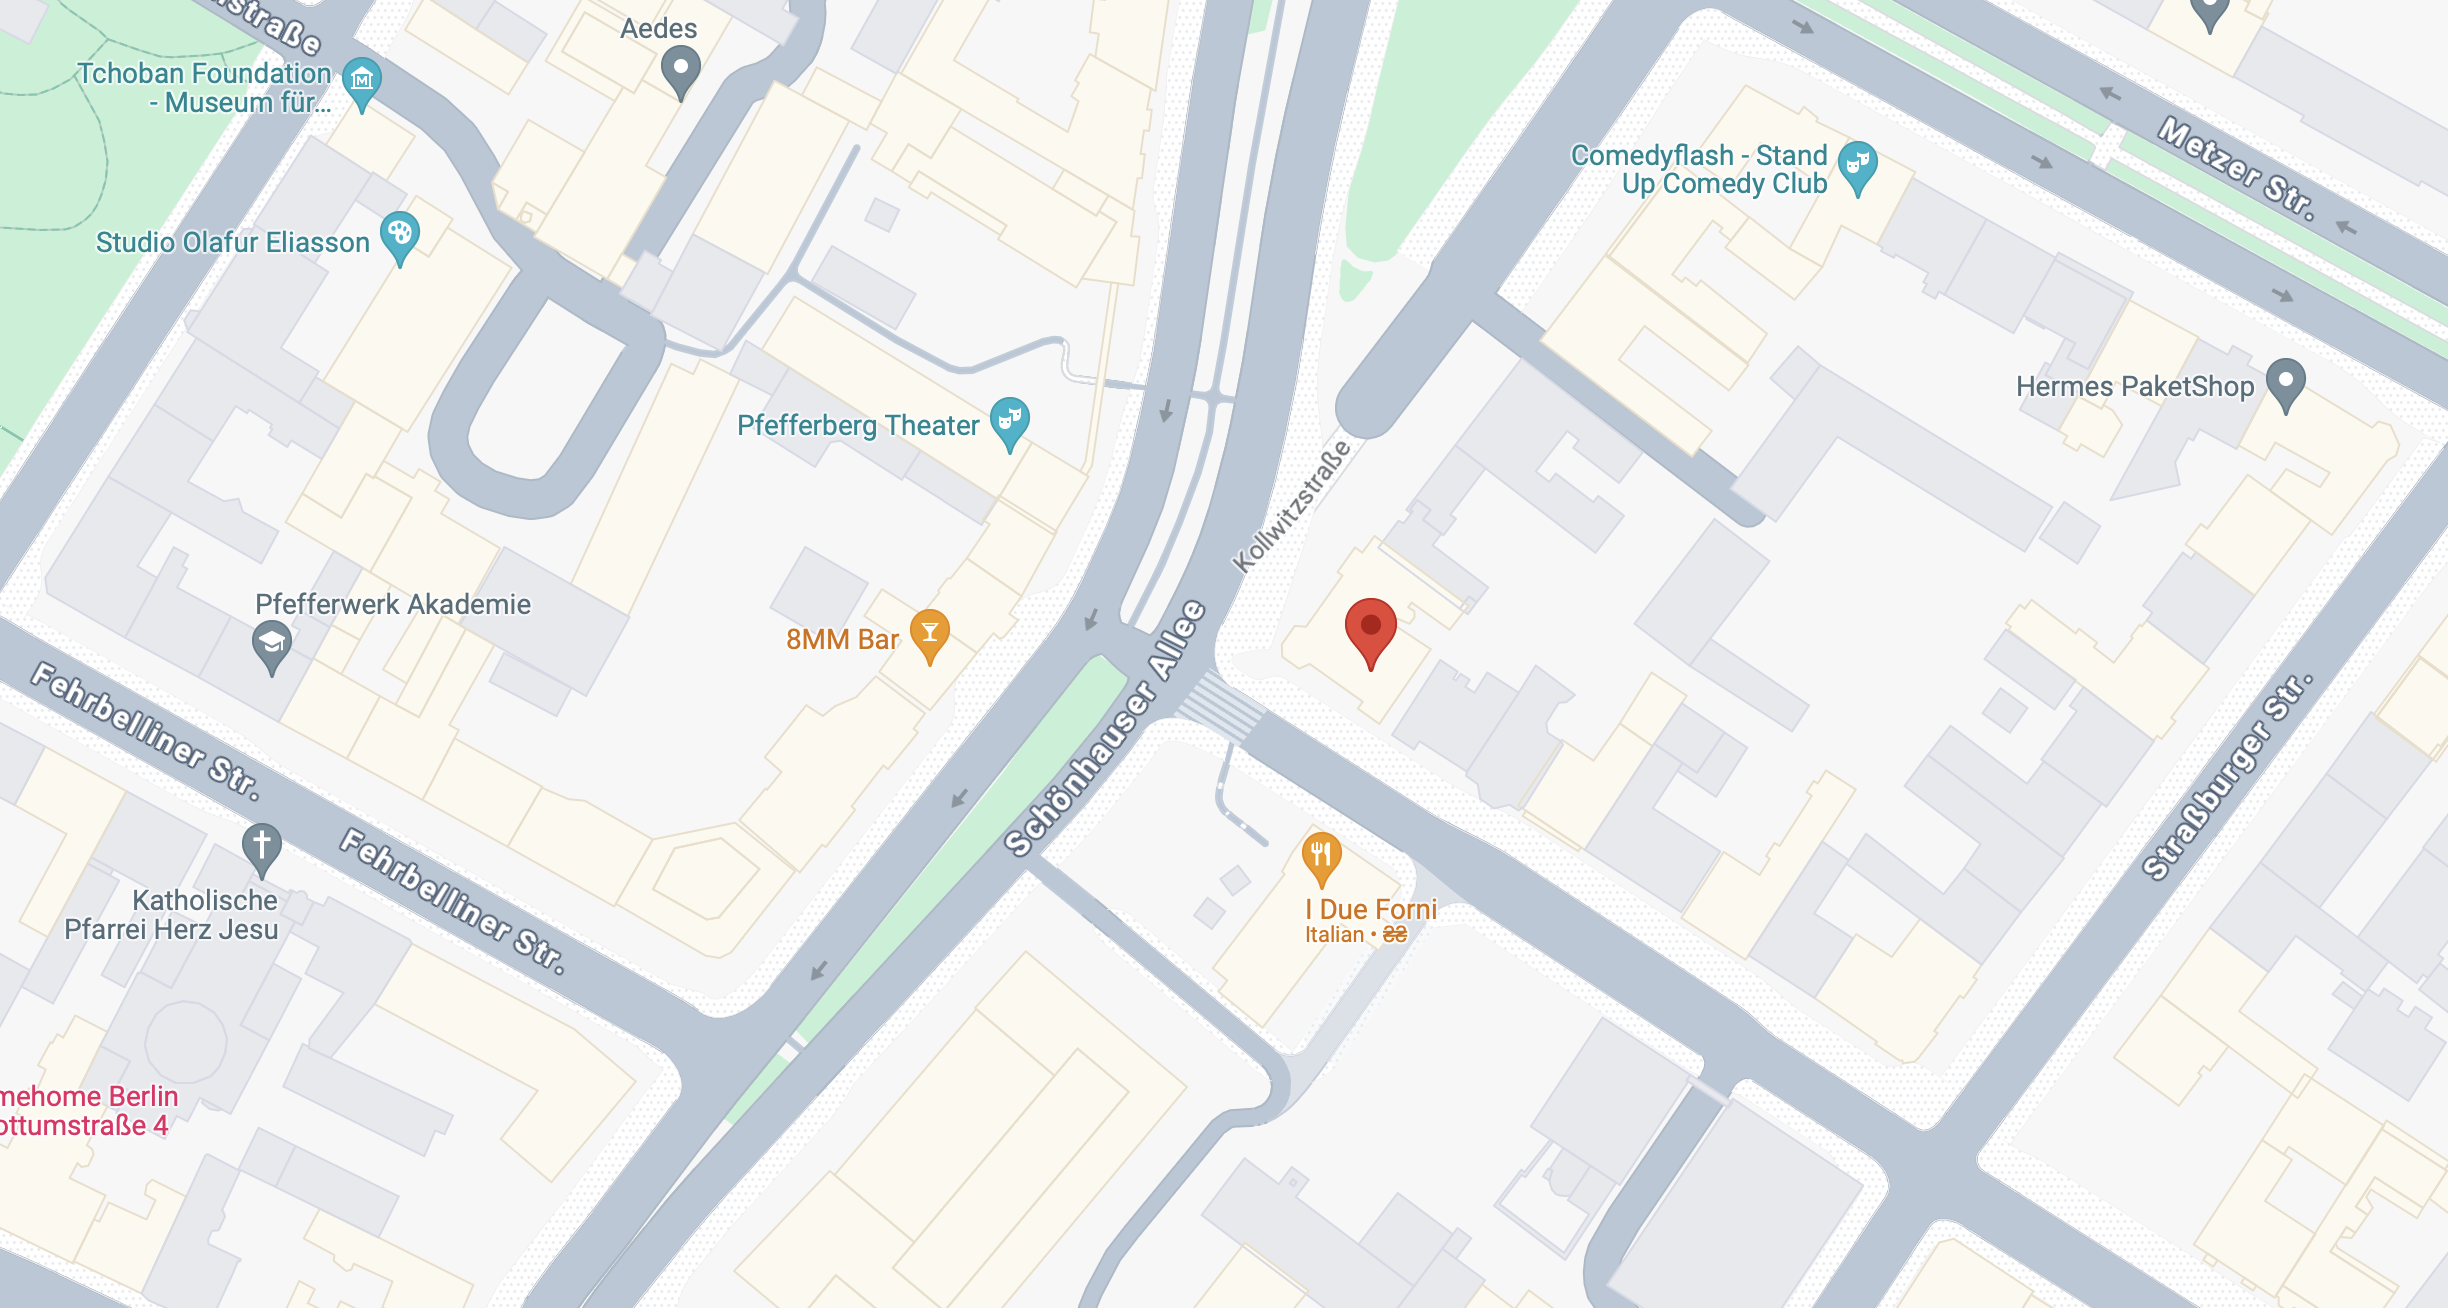 nstraße
Aedes
Tchoban Foundation
- Museum für...
Comedyflash - Stand
Up Comedy Club
Metzer Str.
Studio Olafur Eliasson
Hermes PaketShop
Pfefferberg Theater
Kollwitzstraße
Pfefferwerk Akademie
8MM Bar
Schönhauser Allee
Fehrbelliner Str.
Straßburger Str.
Fehrbelliner Str.
Katholische
Pfarrei Herz Jesu
I Due Forni
Italian •
mehome Berlin
ottumstraße 4